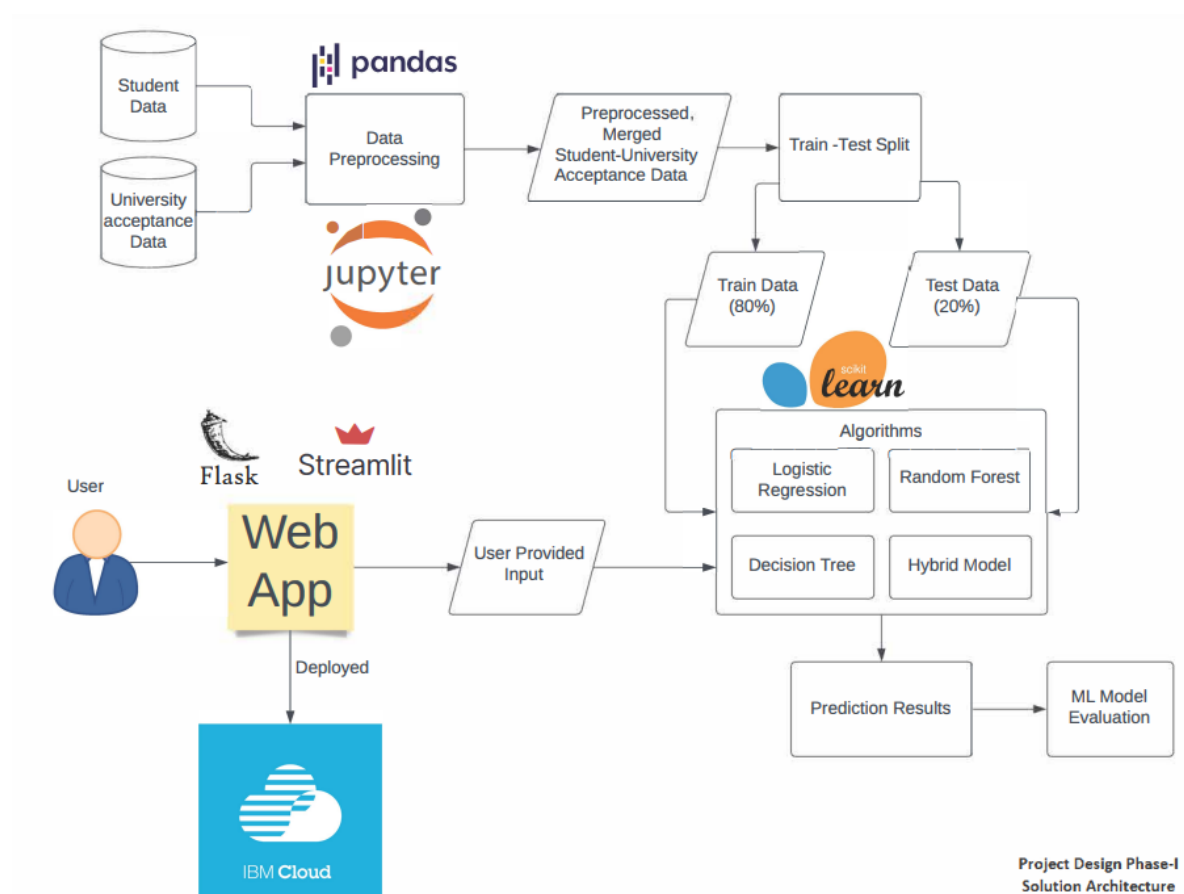 Student
Data
pandas
Data
Preprocessing
Preprocessed,
Merged
Student-University
Acceptance Data
Train -Test Split
University
acceptance
Data
jupyter
Train Data
(80%)
Test Data
(20%)
scikit
learn
Algorithms
Logistic
Regression
Random Forest
Decision Tree
Hybrid Model
Flask
Streamlit
User
Web
App
User Provided
Input
Deployed
Prediction Results
ML Model
Evaluation
IBM Cloud
Project Design Phase-I
Solution Architecture